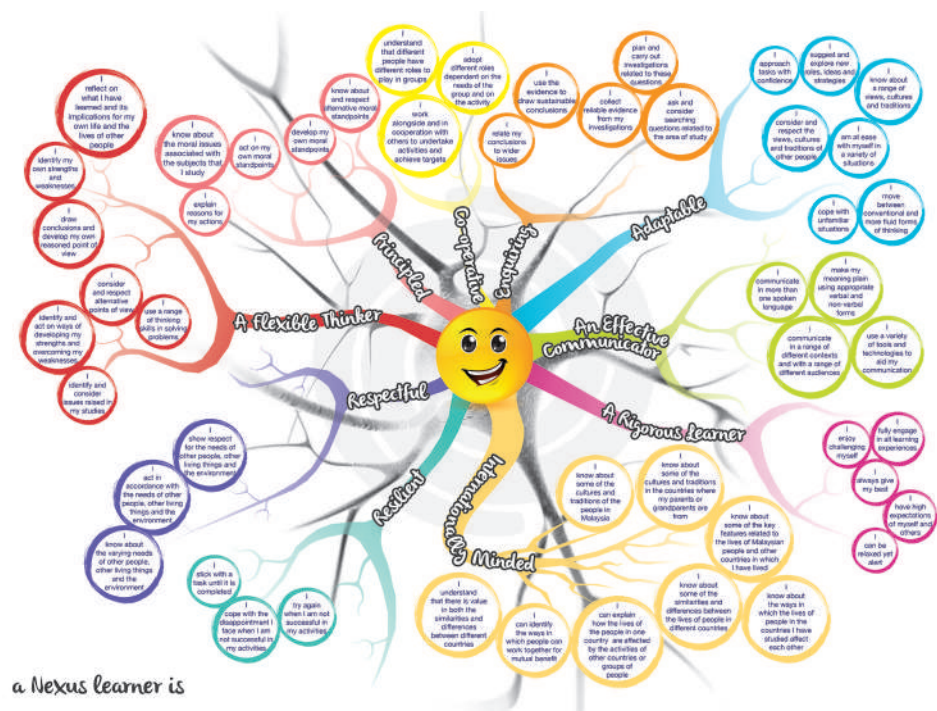 I
reflect on
what I have
learned and its
implications for my
own life and the
lives of other
people
I
identify my
own strengths
and
weaknesses
I
draw
conclusions and
develop my own
reasoned point of
view
I
consider
and respect
alternative
points of view
I
use a range
of thinking
skills in solving
problems
I
identify and
act on ways of
developing my
strengths and
overcoming my
weaknesses
I
identify and
consider
issues raised in
my studies
A Flexible Thinker
I
know about
the moral issues
associated with
the subjects that
I study
I
act on my
own moral
standpoints
I
develop my
own moral
standpoints
I
know about
and respect
alternative moral
standpoints
I
explain
reasons for
my actions
Principled
I
understand
that different
people have
different roles to
play in groups
I
adopt
different roles
dependent on the
needs of the
group and on
the activity
I
work
alongside and in
cooperation with
others to undertake
activities and
achieve targets
Co-operative
I
relate my
conclusions
to wider
issues
I
use the
evidence to
draw sustainable
conclusions
I
collect
reliable evidence
from my
investigations
I
plan and
carry out
investigations
related to these
questions
I
ask and
consider
searching
questions related to
the area of study
Enquiring
I
approach
tasks with
confidence
I
suggest and
explore new
roles, ideas and
strategies
I
know about
a range of
views, cultures
and traditions
I
consider and
respect the
views, cultures
and traditions of
other people
I
am at ease
with myself in
a variety of
situations
I
cope with
unfamiliar
situations
I
move
between
conventional and
more fluid forms
of thinking
Adaptable
I
communicate
in more than
one spoken
language
I
make my
meaning plain
using appropriate
verbal and
non-verbal
forms
I
communicate
in a range of
different contexts
and with a range of
different audiences
I
use a variety
of tools and
technologies to
aid my
communication
An Effective
Communicator
A Rigorous Learner
I
enjoy
challenging
myself
I
fully engage
in all learning
experiences
I
always give
my best
I
have high
expectations
of myself and
others
I
can be
relaxed yet
alert
Respectful
I
show respect
for the needs of
other people, other
living things and
the environment
I
act in
accordance with
the needs of other
people, other living
things and the
environment
I
know about
the varying needs
of other people,
other living things
and the
environment
Resilient
I
stick with a
task until it is
completed
I
cope with the
disappointment I
face when I am
not successful in
my activities
I
try again
when I am not
successful in
my activities
Internationally Minded
I
know about
some of the
cultures and
traditions of the
people in
Malaysia
I
know about
some of the
cultures and traditions
in the countries where
my parents or
grandparents are
from
I
know about
some of the key
features related to
the lives of Malaysian
people and other
countries in which
I have lived
I
understand
that there is value
in both the
similarities and
differences
between different
countries
I
can identify
the ways in
which people can
work together for
mutual benefit
I
can explain
how the lives of
the people in one
country are affected
by the activities of
other countries or
groups of
people
I
know about
some of the
similarities and
differences between
the lives of people in
different countries
I
know about
the ways in
which the lives of
people in the
countries I have
studied affect
each other
a Nexus learner is